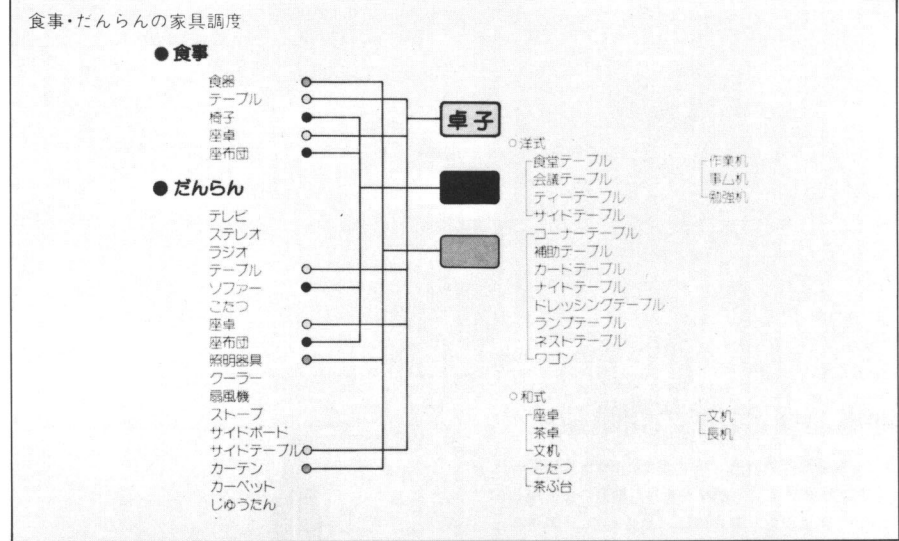 食事・だんらんの家具調度
● 食事
食器
テーブル
椅子
座卓
座布団
● だんらん
テレビ
ステレオ
ラジオ
テーブル
ソファー
こたつ
座卓
座布団
照明器具
クーラー
扇風機
ストーブ
サイドボード
サイドテーブル
カーテン
カーペット
じゅうたん
卓子
○洋式
食堂テーブル
会議テーブル
ティーテーブル
サイドテーブル
コーナーテーブル
補助テーブル
カードテーブル
ナイトテーブル
ドレッシングテーブル
ランプテーブル
ネストテーブル
ワゴン
作業机
事ム机
勉強机
○和式
座卓
茶卓
文机
こたつ
茶ぶ台
文机
長机